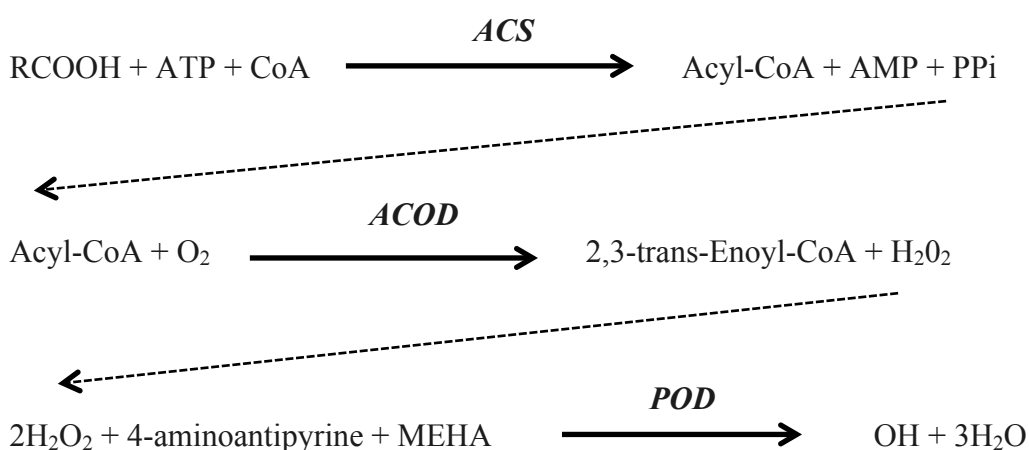 ACS
RCOOH + ATP + CoA Acyl-CoA + AMP + PPi
ACOD
Acyl-CoA + O₂ 2,3-trans-Enoyl-CoA + H₂0₂
POD
2H₂O₂ + 4-aminoantipyrine + MEHA OH + 3H₂O